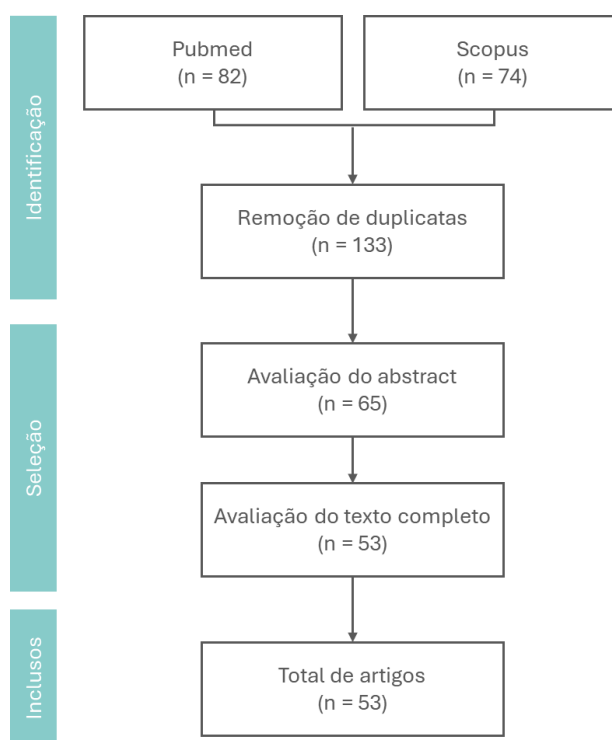 Identificação
Pubmed
(n = 82)
Scopus
(n = 74)
Remoção de duplicatas
(n = 133)
Seleção
Avaliação do abstract
(n = 65)
Avaliação do texto completo
(n = 53)
Inclusos
Total de artigos
(n = 53)